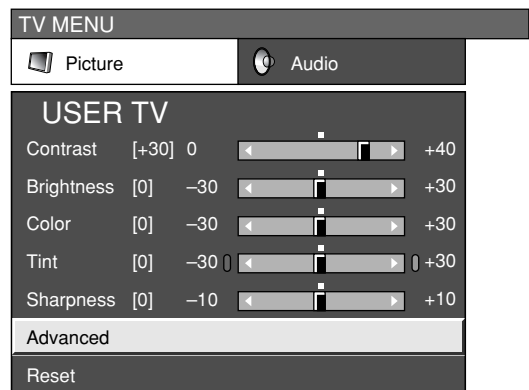 TV MENU
Picture Audio
USER TV
Contrast [+30] 0 +40
Brightness [0] –30 +30
Color [0] –30 +30
Tint [0] –30 +30
Sharpness [0] –10 +10
Advanced
Reset